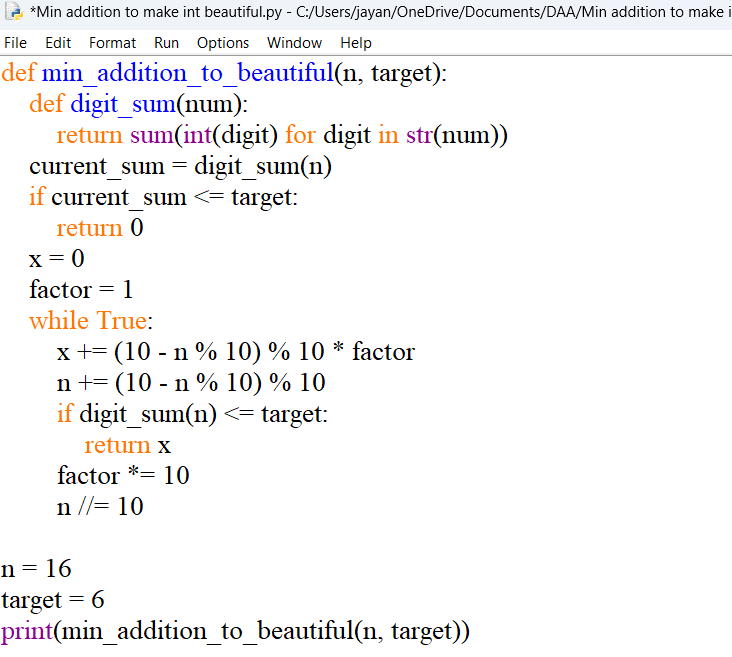 *Min addition to make int beautiful.py - C:/Users/jayan/OneDrive/Documents/DAA/Min addition to make i
File Edit Format Run Options Window Help
def min_addition_to_beautiful(n, target):
    def digit_sum(num):
        return sum(int(digit) for digit in str(num))
    current_sum = digit_sum(n)
    if current_sum <= target:
        return 0
    x = 0
    factor = 1
    while True:
        x += (10 - n % 10) % 10 * factor
        n += (10 - n % 10) % 10
        if digit_sum(n) <= target:
            return x
        factor *= 10
        n //= 10

n = 16
target = 6
print(min_addition_to_beautiful(n, target))